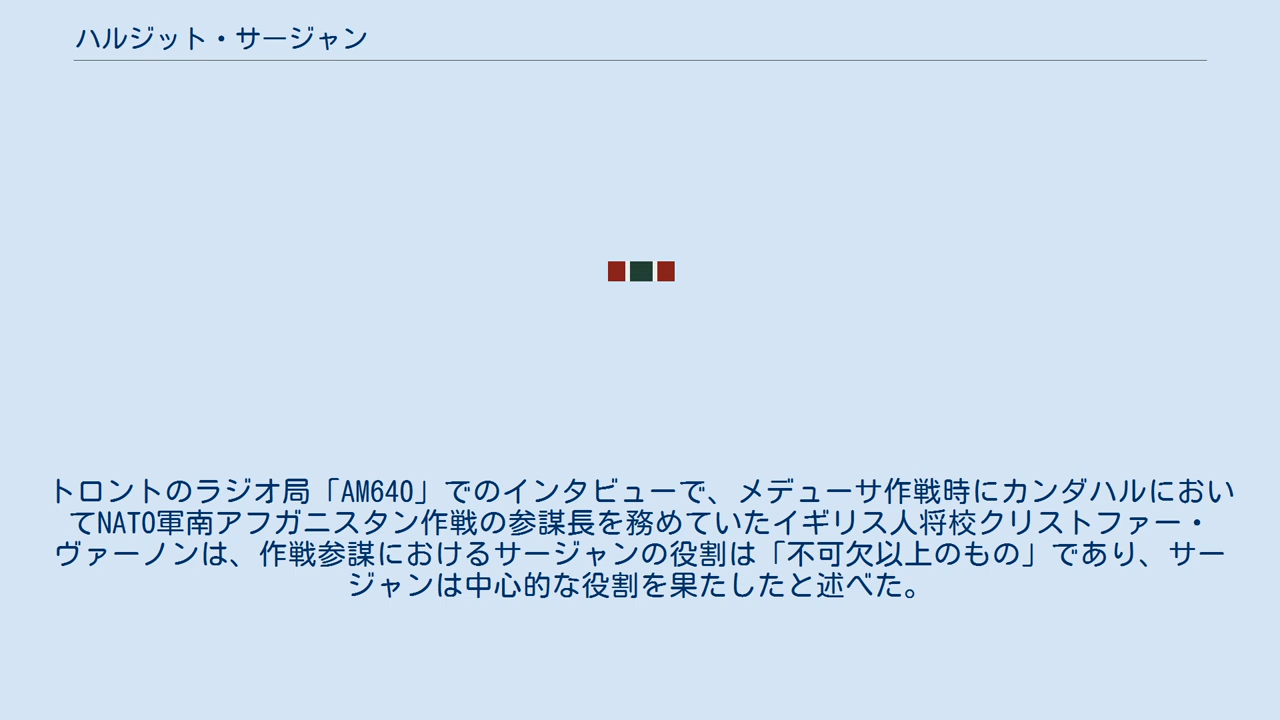 ハルジット・サージャン
トロントのラジオ局「AM640」でのインタビューで、メデューサ作戦時にカンダハルにおい
てNATO軍南アフガニスタン作戦の参謀長を務めていたイギリス人将校クリストファー・
ヴァーノンは、作戦参謀におけるサージャンの役割は「不可欠以上のもの」であり、サー
ジャンは中心的な役割を果たしたと述べた。